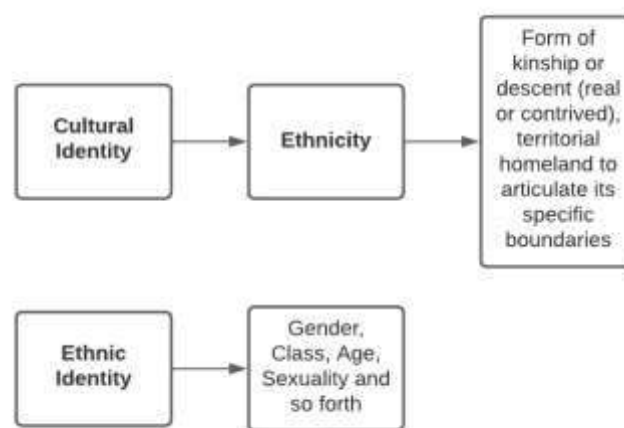 Cultural
Identity
Ethnicity
Form of
kinship or
descent (real
or contrived),
territorial
homeland to
articulate its
specific
boundaries
Ethnic
Identity
Gender,
Class, Age,
Sexuality and
so forth